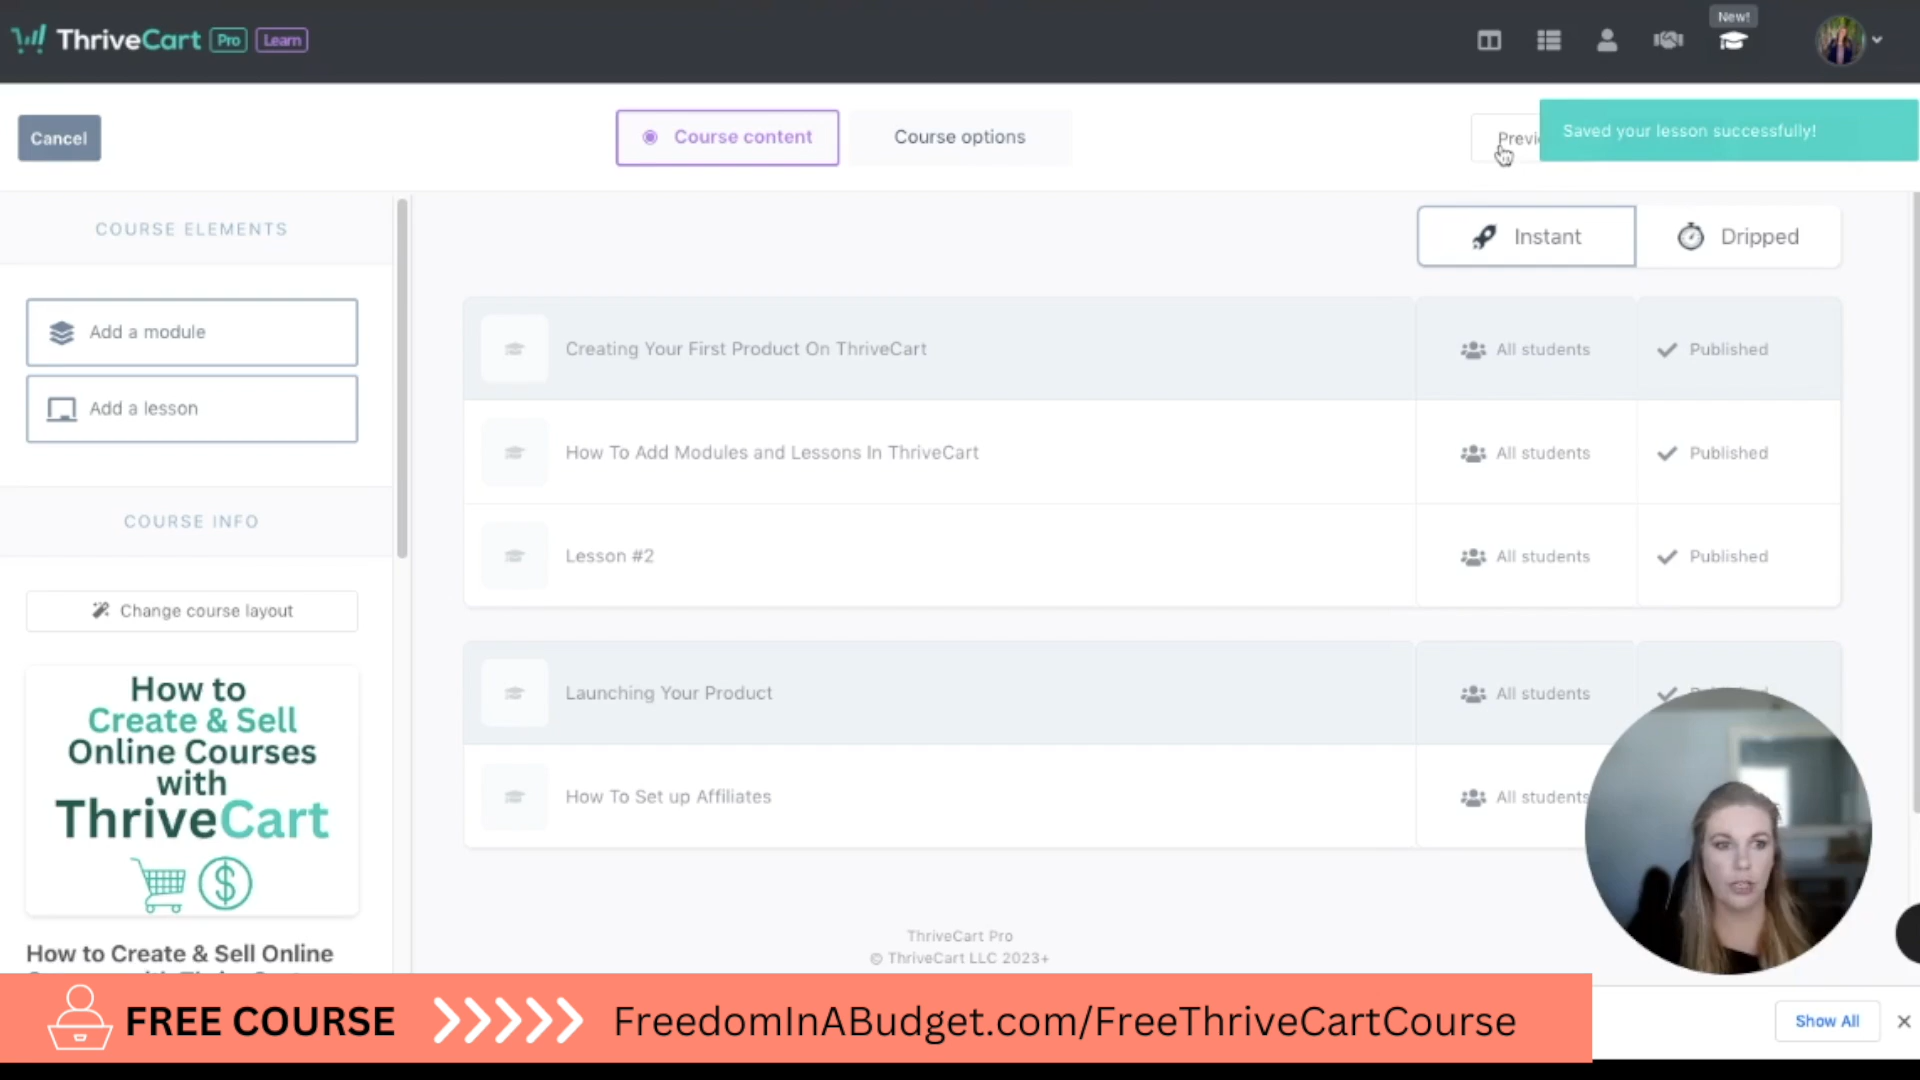 ThriveCart Pro Learn
New!
Cancel
Course content
Course options
Previ
Saved your lesson successfully!
COURSE ELEMENTS
Add a module
Add a lesson
COURSE INFO
Change course layout
How to
Create & Sell
Online Courses
with
ThriveCart
How to Create & Sell Online
Instant
Dripped
Creating Your First Product On ThriveCart
All students
Published
How To Add Modules and Lessons In ThriveCart
All students
Published
Lesson #2
All students
Published
Launching Your Product
All students
How To Set up Affiliates
All students
ThriveCart Pro
© ThriveCart LLC 2023+
FREE COURSE
FreedomInABudget.com/FreeThriveCartCourse
Show All